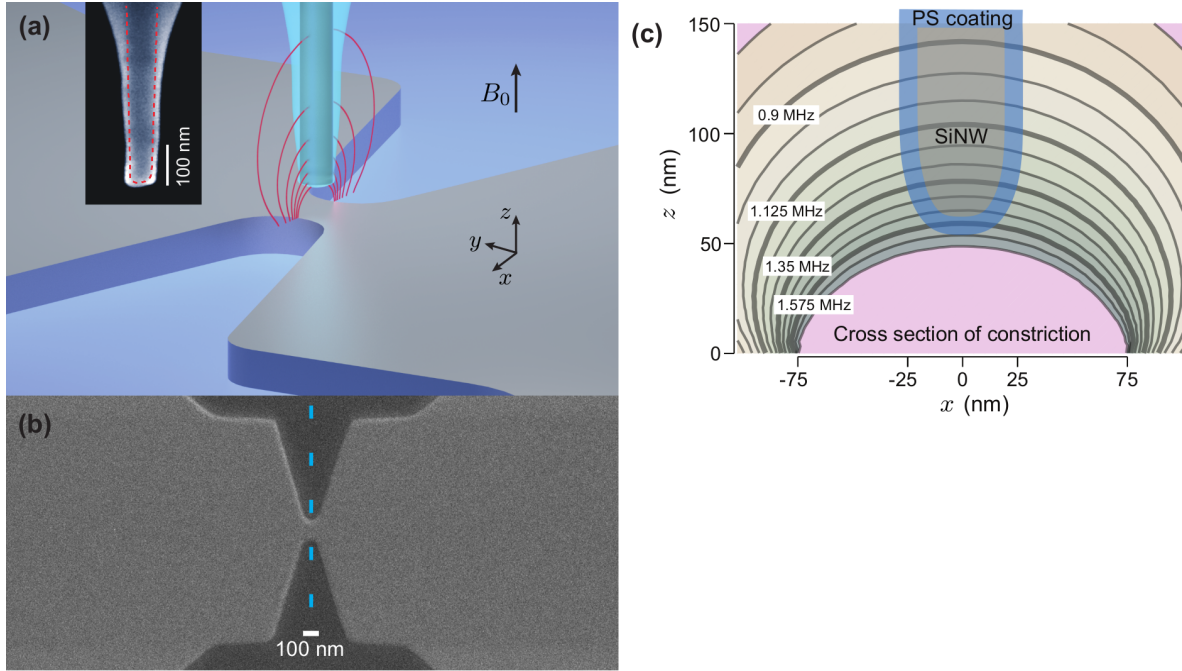 (a)
100 nm
B0
z
y
x
(b)
100 nm
(c)
PS coating
150
0.9 MHz
100
SiNW
z (nm)
1.125 MHz
50
1.35 MHz
1.575 MHz
Cross section of constriction
0
-75
-25
0
25
75
x (nm)